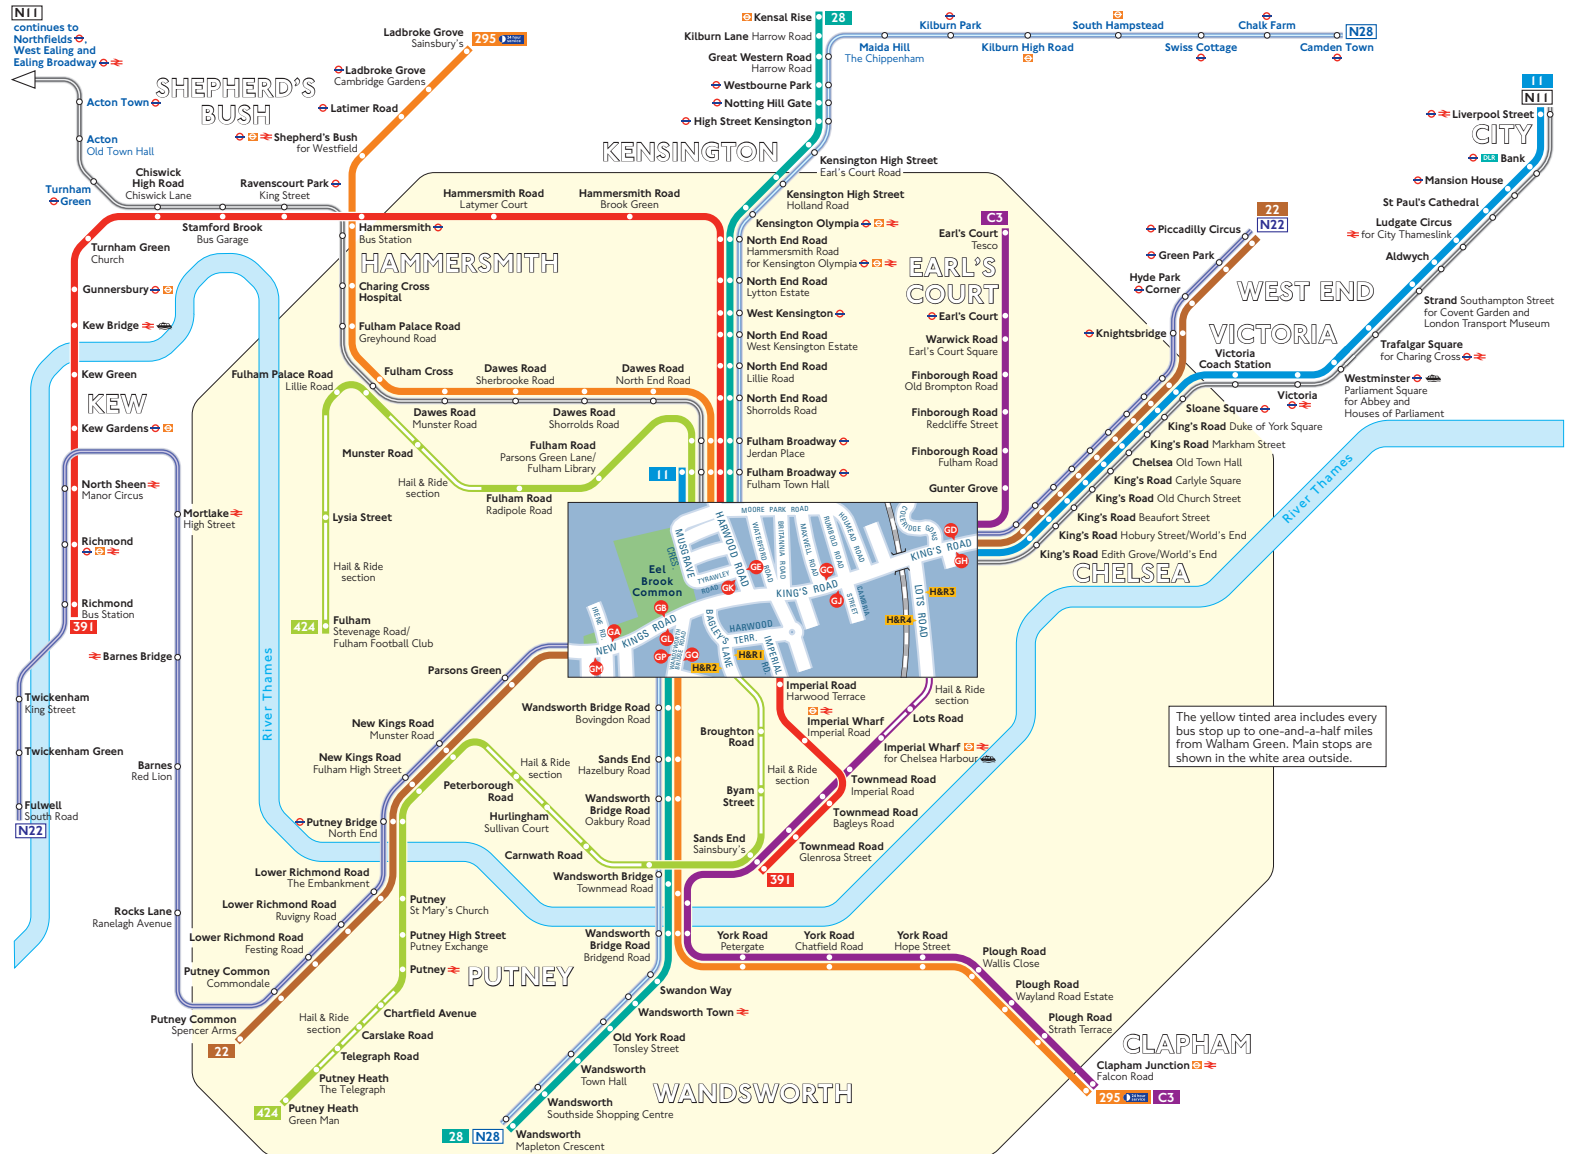 N11
continues to
Northfields,
West Ealing and
Ealing Broadway
Acton Town
Acton
Old Town Hall
Turnham
Green
SHEPHERD'S
BUSH
Chiswick
High Road
Chiswick Lane
Ravenscourt Park
King Street
Stamford Brook
Bus Garage
Ladbroke Grove
Sainsbury's
295
24 hour
service
Ladbroke Grove
Cambridge Gardens
Latimer Road
Shepherd's Bush
for Westfield
Hammersmith
Bus Station
HAMMERSMITH
Charing Cross
Hospital
Fulham Palace Road
Greyhound Road
Fulham Cross
Hammersmith Road
Latymer Court
Hammersmith Road
Brook Green
Turnham Green
Church
Gunnersbury
Kew Bridge
Kew Green
KEW
Kew Gardens
North Sheen
Manor Circus
Richmond
Richmond
Bus Station
391
Mortlake
High Street
Barnes Bridge
Twickenham
King Street
Twickenham Green
Fulwell
South Road
N22
Barnes
Red Lion
Rocks Lane
Ranelagh Avenue
Kensal Rise
28
Kilburn Lane Harrow Road
Great Western Road
Harrow Road
Westbourne Park
Notting Hill Gate
High Street Kensington
KENSINGTON
Maida Hill
The Chippenham
Kilburn Park
Kilburn High Road
South Hampstead
Swiss Cottage
Chalk Farm
Camden Town
N28
Kensington High Street
Earl's Court Road
Kensington High Street
Holland Road
Kensington Olympia
North End Road
Hammersmith Road
for Kensington Olympia
North End Road
Lytton Estate
West Kensington
North End Road
West Kensington Estate
North End Road
Lillie Road
North End Road
Shorrolds Road
Fulham Broadway
Jerdan Place
Fulham Broadway
Fulham Town Hall
C3
Earl's Court
Tesco
EARL'S
COURT
Earl's Court
Warwick Road
Earl's Court Square
Finborough Road
Old Brompton Road
Finborough Road
Redcliffe Street
Finborough Road
Fulham Road
Gunter Grove
22
N22
Piccadilly Circus
Green Park
Hyde Park
Corner
Knightsbridge
WEST END
VICTORIA
Victoria
Coach Station
Victoria
Sloane Square
11
N11
Liverpool Street
CITY
DLR
Bank
Mansion House
St Paul's Cathedral
Ludgate Circus
for City Thameslink
Aldwych
Strand Southampton Street
for Covent Garden and
London Transport Museum
Trafalgar Square
for Charing Cross
Westminster
Parliament Square
for Abbey and
Houses of Parliament
King's Road Duke of York Square
King's Road Markham Street
Chelsea Old Town Hall
King's Road Carlyle Square
King's Road Old Church Street
King's Road Beaufort Street
King's Road Hobury Street/World's End
King's Road Edith Grove/World's End
CHELSEA
River Thames
Fulham Palace Road
Lillie Road
Dawes Road
Sherbrooke Road
Dawes Road
North End Road
Dawes Road
Munster Road
Dawes Road
Shorrolds Road
Munster Road
Hail & Ride
section
Fulham Road
Parsons Green Lane/
Fulham Library
Fulham Road
Radipole Road
11
Lysia Street
Hail & Ride
section
424
Fulham
Stevenage Road/
Fulham Football Club
River Thames
MOORE PARK ROAD
MUSGRAVE
CRES.
HARWOOD ROAD
WATERFORD ROAD
BRITANNIA ROAD
MAXWELL ROAD
RUMBOLD ROAD
HOLMEAD ROAD
COLERIDGE GDNS
KING'S ROAD
Eel
Brook
Common
TYRAWLEY
ROAD
KING'S ROAD
CAMBRIA
STREET
LOTS ROAD
IRENE RD.
NEW KINGS ROAD
WANDSWORTH
BRIDGE ROAD
BAGLEY'S LANE
HARWOOD
TERR.
IMPERIAL
RD.
GA
GB
GC
GD
GE
GH
GJ
GK
GL
GM
GP
GQ
H&R1
H&R2
H&R3
H&R4
Parsons Green
New Kings Road
Munster Road
New Kings Road
Fulham High Street
Putney Bridge
North End
Lower Richmond Road
The Embankment
Lower Richmond Road
Ruvigny Road
Lower Richmond Road
Festing Road
Putney Common
Commondale
Putney Common
Spencer Arms
22
Peterborough
Road
Hail & Ride
section
Hurlingham
Sullivan Court
Carnwath Road
Putney
St Mary's Church
Putney High Street
Putney Exchange
Putney
PUTNEY
Chartfield Avenue
Hail & Ride
section
Carslake Road
Telegraph Road
Putney Heath
The Telegraph
424
Putney Heath
Green Man
Wandsworth Bridge Road
Bovingdon Road
Sands End
Hazelbury Road
Wandsworth
Bridge Road
Oakbury Road
Wandsworth Bridge
Townmead Road
Wandsworth
Bridge Road
Bridgend Road
Broughton
Road
Hail & Ride
section
Byam
Street
Sands End
Sainsbury's
Imperial Road
Harwood Terrace
Imperial Wharf
Imperial Road
Hail & Ride
section
Lots Road
Imperial Wharf
for Chelsea Harbour
Townmead Road
Imperial Road
Townmead Road
Bagleys Road
Townmead Road
Glenrosa Street
391
York Road
Petergate
York Road
Chatfield Road
York Road
Hope Street
Plough Road
Wallis Close
Plough Road
Wayland Road Estate
Plough Road
Strath Terrace
CLAPHAM
Clapham Junction
Falcon Road
295
24 hour
service
C3
Swandon Way
Wandsworth Town
Old York Road
Tonsley Street
Wandsworth
Town Hall
Wandsworth
Southside Shopping Centre
WANDSWORTH
28
N28
Wandsworth
Mapleton Crescent
The yellow tinted area includes every
bus stop up to one-and-a-half miles
from Walham Green. Main stops are
shown in the white area outside.